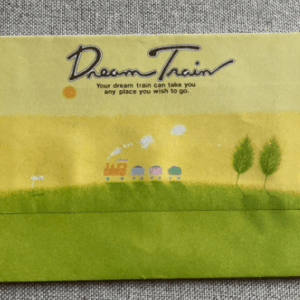 Dream Train
Your dream train can take you
any place you wish to go.